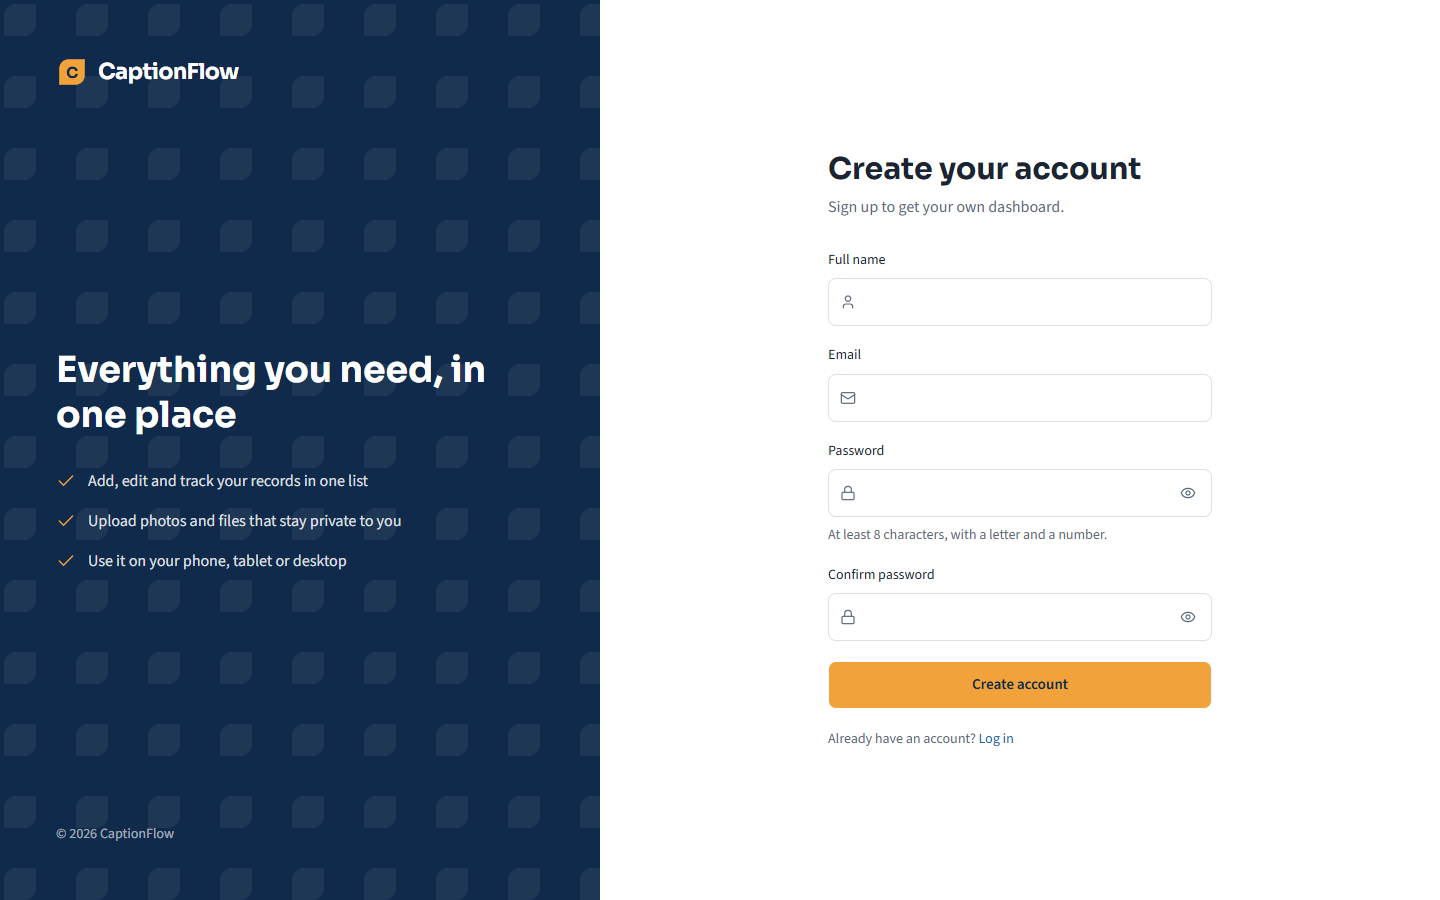 C CaptionFlow
Everything you need, in
one place
Add, edit and track your records in one list
Upload photos and files that stay private to you
Use it on your phone, tablet or desktop
© 2026 CaptionFlow
Create your account
Sign up to get your own dashboard.
Full name
Email
Password
At least 8 characters, with a letter and a number.
Confirm password
Create account
Already have an account? Log in